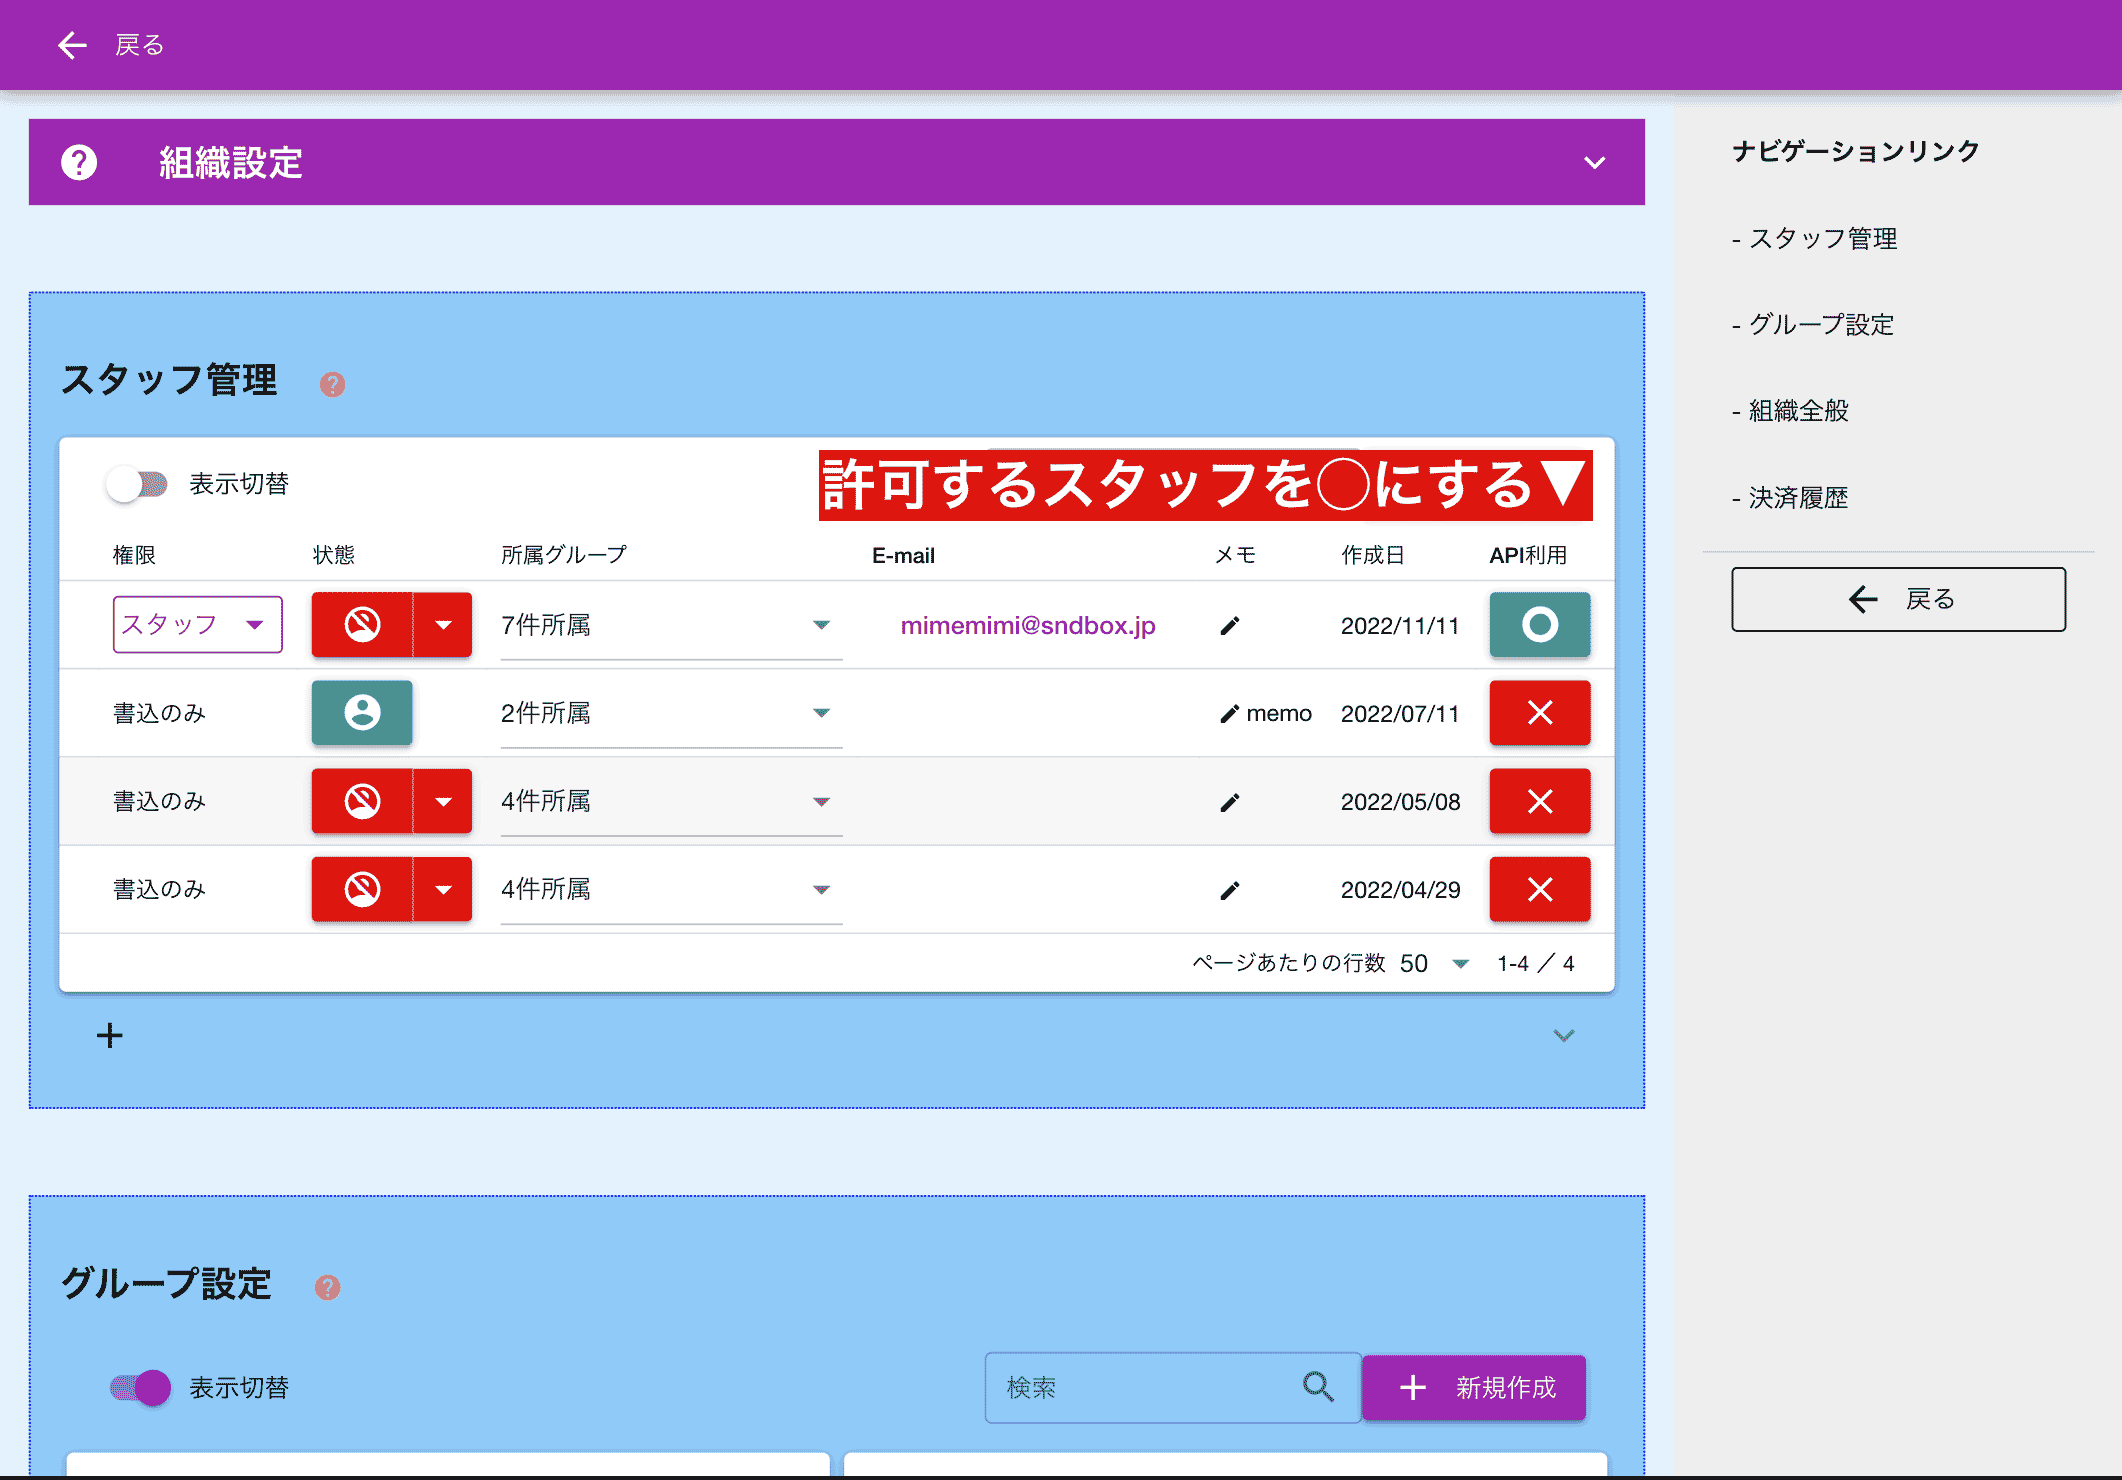 戻る
組織設定
ナビゲーションリンク
- スタッフ管理
- グループ設定
- 組織全般
- 決済履歴
戻る
スタッフ管理
表示切替
許可するスタッフを◯にする▼
権限 状態 所属グループ E-mail メモ 作成日 API利用
スタッフ 7件所属 mimemimi@sndbox.jp 2022/11/11
書込のみ 2件所属 memo 2022/07/11
書込のみ 4件所属 2022/05/08
書込のみ 4件所属 2022/04/29
ページあたりの行数 50 1-4 ／ 4
グループ設定
表示切替
検索
新規作成